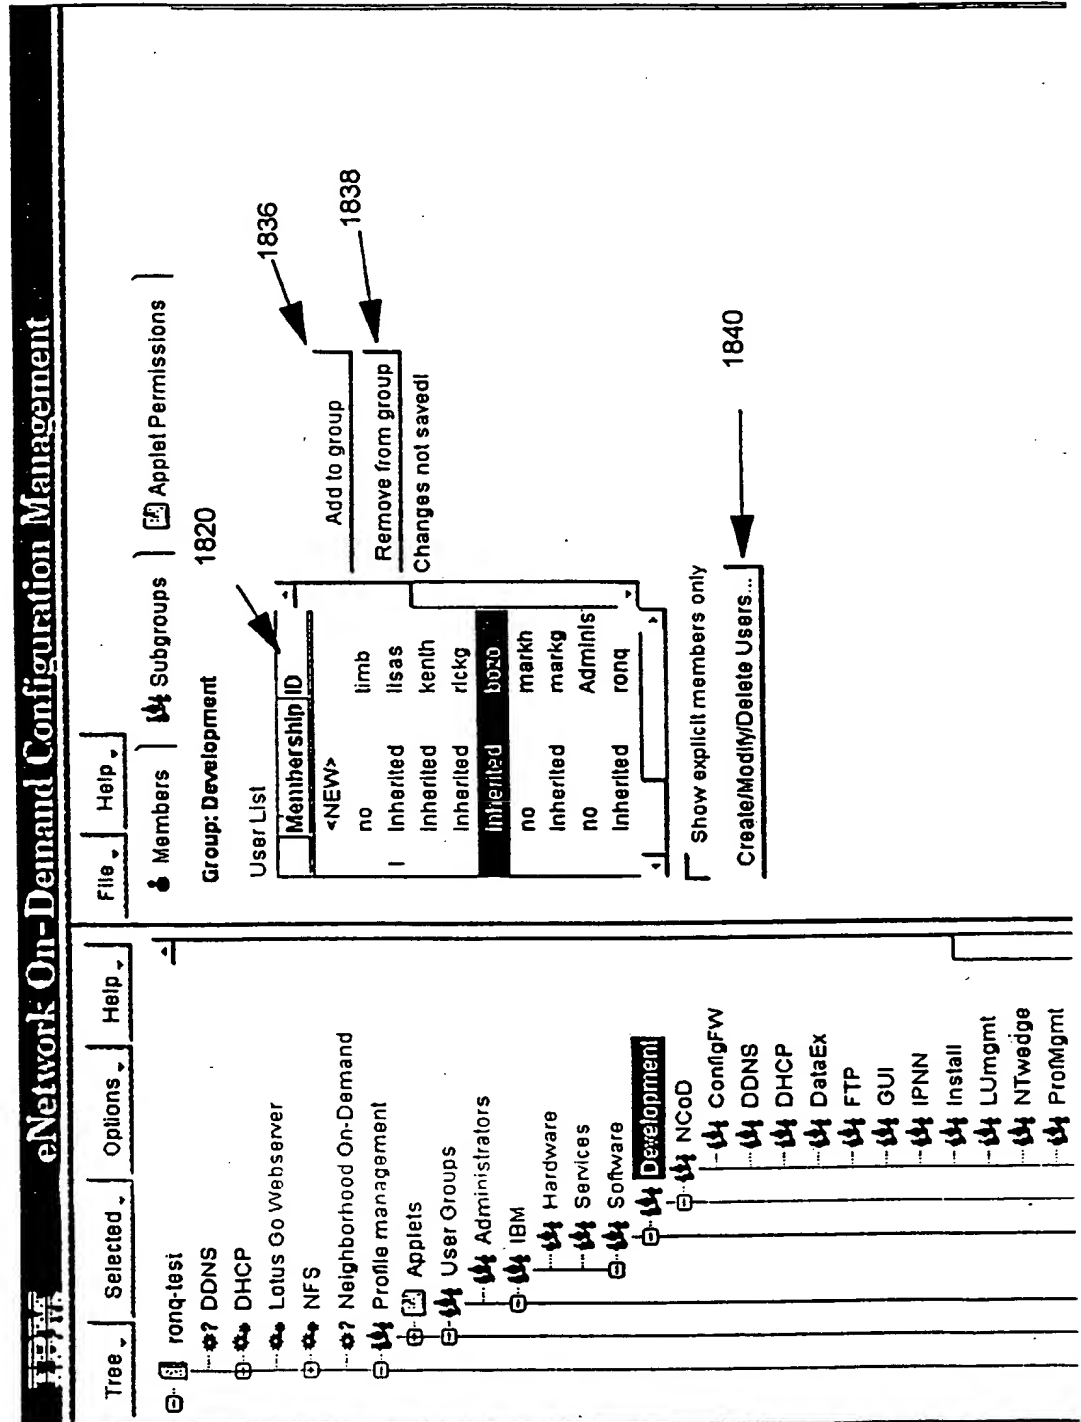 IBM eNetwork On-Demand Configuration Management
Tree Selected Options Help
ronq-test
? DDNS
DHCP
Lotus Go Webserver
NFS
? Neighborhood On-Demand
Profile management
Applets
User Groups
Administrators
IBM
Hardware
Services
Software
Development
NCoD
ConfigFW
DDNS
DHCP
DataEx
FTP
GUI
IPNN
Install
LUmgmt
NTwedge
ProfMgmt
File Help
Members Subgroups Applet Permissions
Group: Development
1820
User List
Membership ID
<NEW>
no timb
Inherited lisas
Inherited kenth
Inherited rickg
Inherited bozo
no markh
Inherited markg
no Adminis
Inherited ronq
Add to group
1836
Remove from group
1838
Changes not saved!
Show explicit members only
Create/Modify/Delete Users...
1840